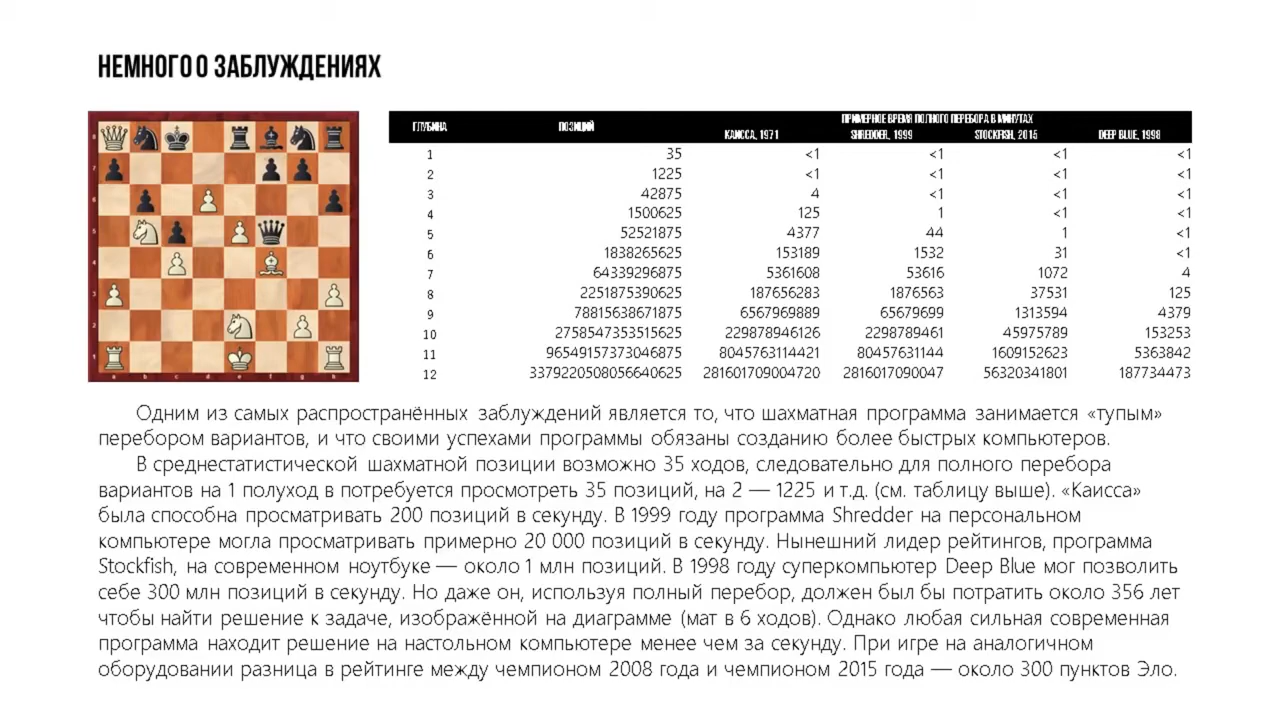 НЕМНОГО О ЗАБЛУЖДЕНИЯХ
ГЛУБИНА ПОЗИЦИЙ ПРИМЕРНОЕ ВРЕМЯ ПОЛНОГО ПЕРЕБОРА В МИНУТАХ
КАИССА, 1971 SHREDDER, 1999 STOCKFISH, 2015 DEEP BLUE, 1998
1 35 <1 <1 <1 <1
2 1225 <1 <1 <1 <1
3 42875 4 <1 <1 <1
4 1500625 125 1 <1 <1
5 52521875 4377 44 1 <1
6 1838265625 153189 1532 31 <1
7 64339296875 5361608 53616 1072 4
8 2251875390625 187656283 1876563 37531 125
9 78815638671875 6567969889 65679699 1313594 4379
10 2758547353515625 229878946126 2298789461 45975789 153253
11 96549157373046875 8045763114421 80457631144 1609152623 5363842
12 3379220508056640625 281601709004720 2816017090047 56320341801 187734473
8
7
6
5
4
3
2
1
a b c d e f g h
Одним из самых распространённых заблуждений является то, что шахматная программа занимается «тупым»
перебором вариантов, и что своими успехами программы обязаны созданию более быстрых компьютеров.
В среднестатистической шахматной позиции возможно 35 ходов, следовательно для полного перебора
вариантов на 1 полуход в потребуется просмотреть 35 позиций, на 2 — 1225 и т.д. (см. таблицу выше). «Каисса»
была способна просматривать 200 позиций в секунду. В 1999 году программа Shredder на персональном
компьютере могла просматривать примерно 20 000 позиций в секунду. Нынешний лидер рейтингов, программа
Stockfish, на современном ноутбуке — около 1 млн позиций. В 1998 году суперкомпьютер Deep Blue мог позволить
себе 300 млн позиций в секунду. Но даже он, используя полный перебор, должен был бы потратить около 356 лет
чтобы найти решение к задаче, изображённой на диаграмме (мат в 6 ходов). Однако любая сильная современная
программа находит решение на настольном компьютере менее чем за секунду. При игре на аналогичном
оборудовании разница в рейтинге между чемпионом 2008 года и чемпионом 2015 года — около 300 пунктов Эло.